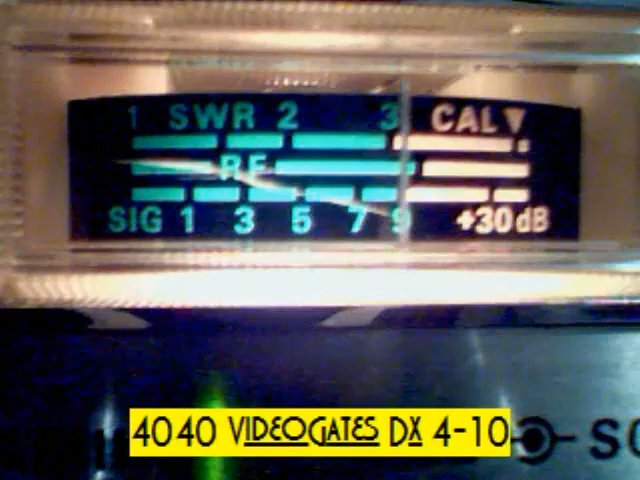 1 SWR 2 3 CAL▼
RF
SIG 1 3 5 7 9 +30dB
4040 VIDEOGATES DX 4-10